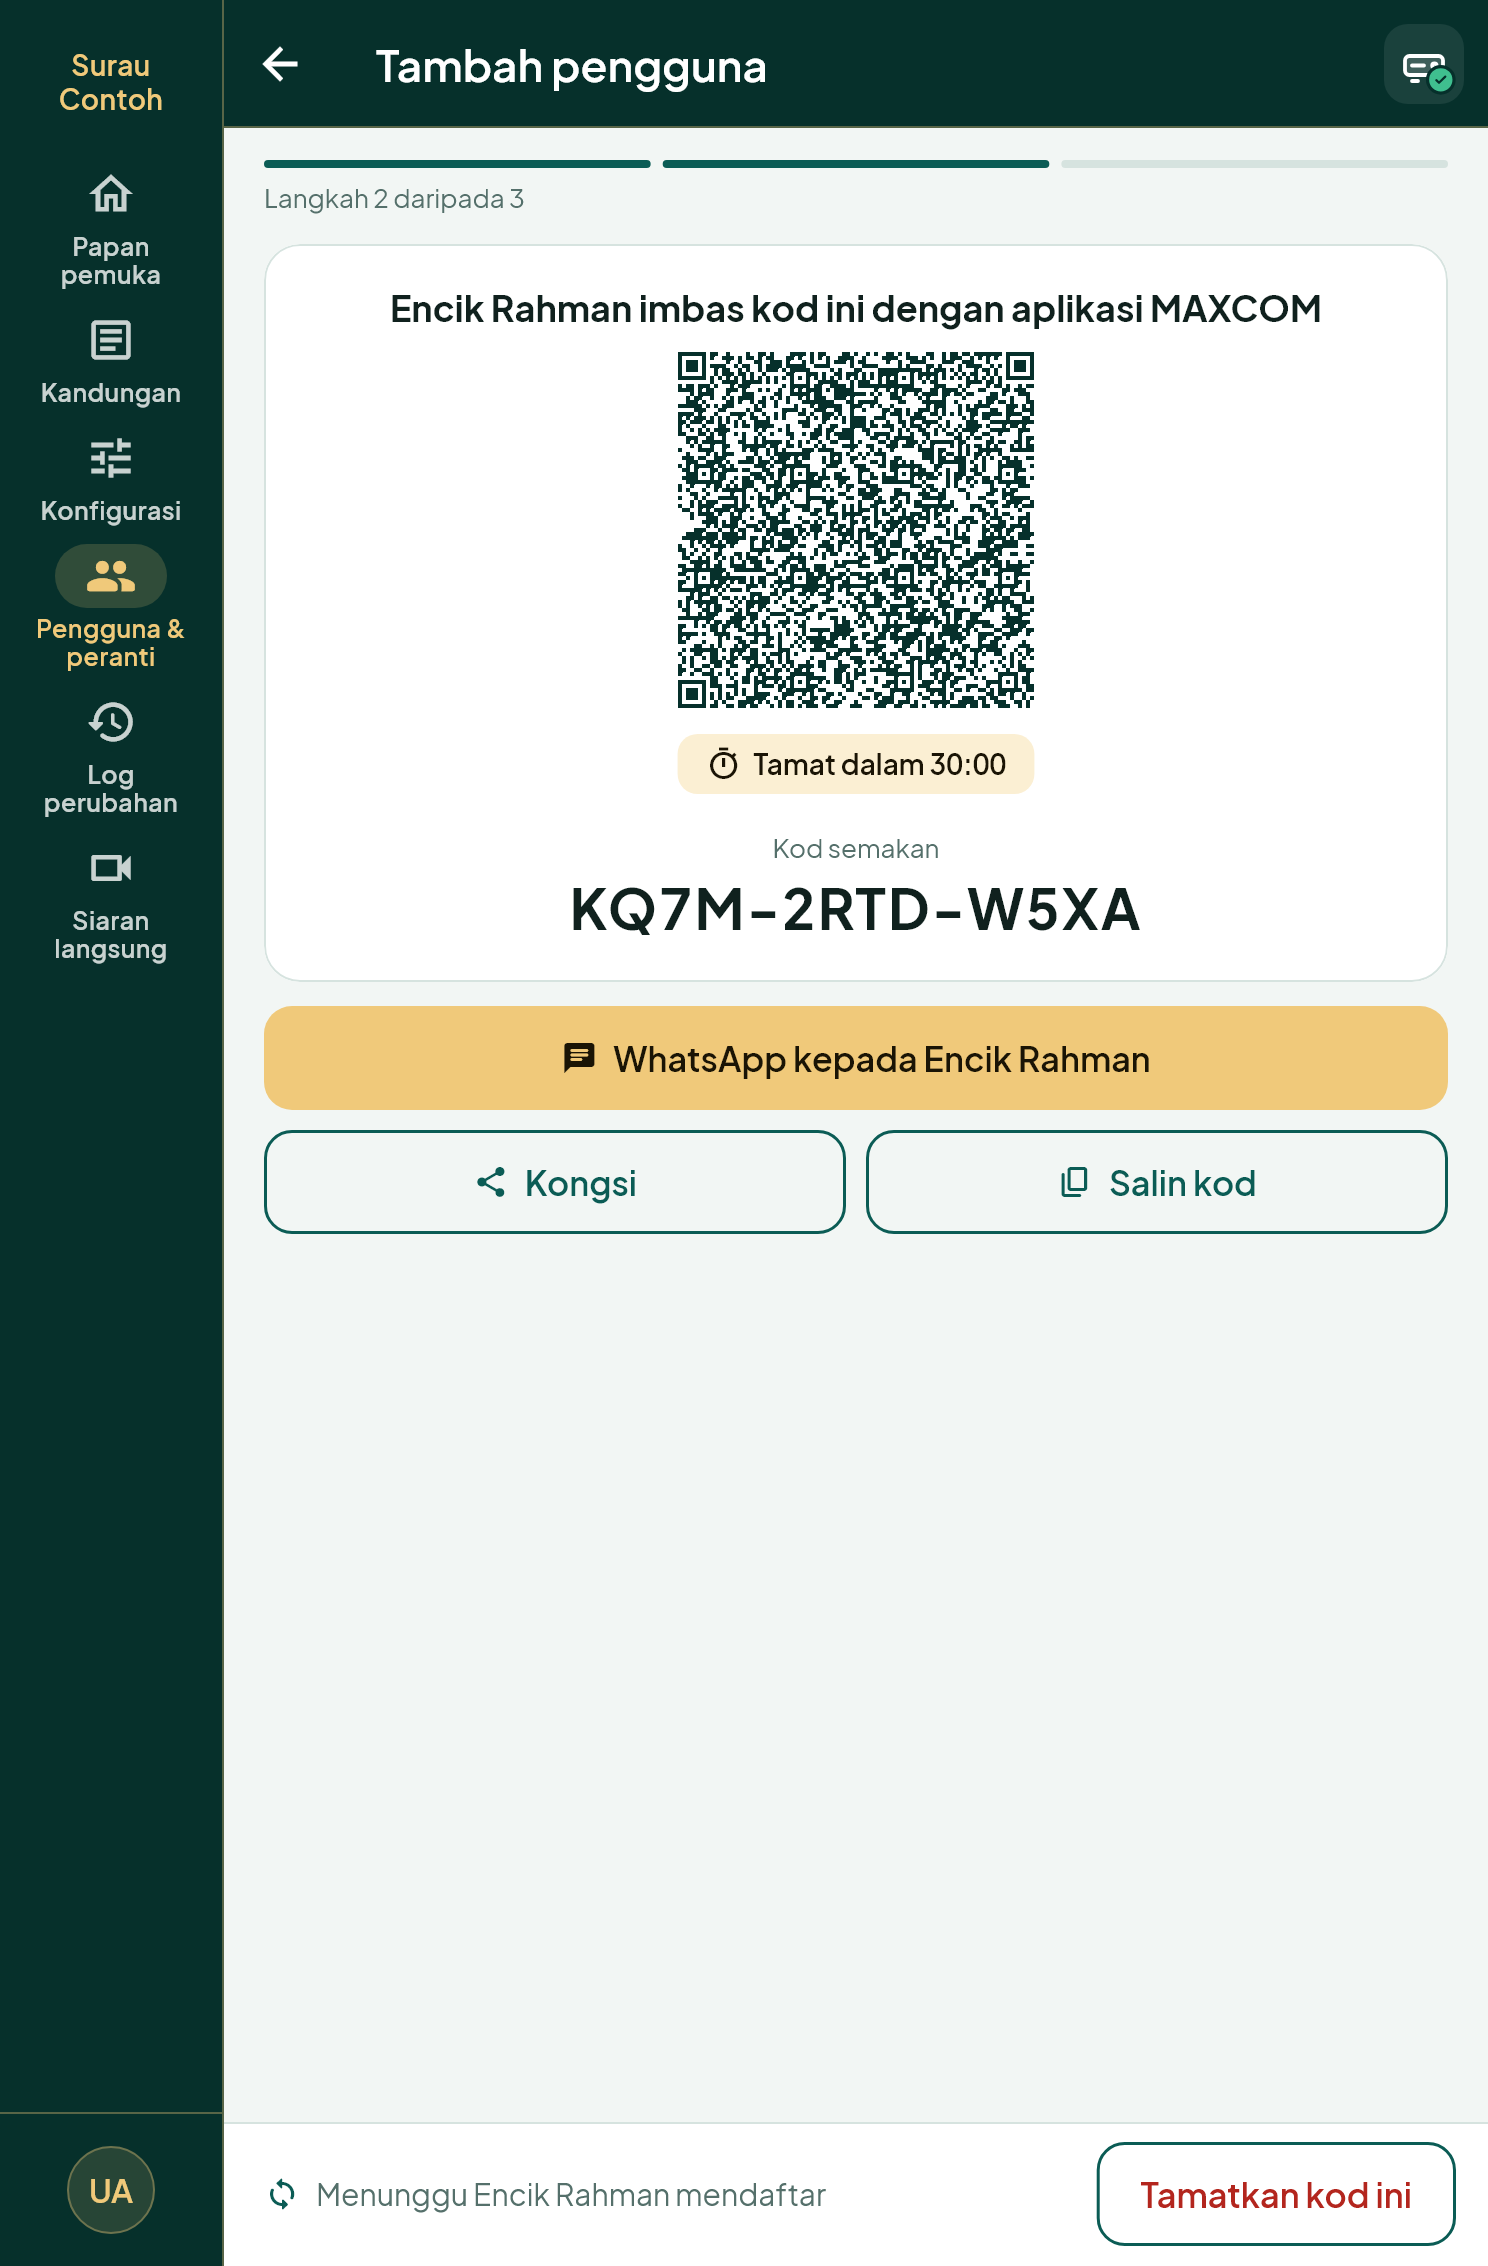 Surau
Contoh
Papan
pemuka
Kandungan
Konfigurasi
Pengguna &
peranti
Log
perubahan
Siaran
langsung
UA
Tambah pengguna
Langkah 2 daripada 3
Encik Rahman imbas kod ini dengan aplikasi MAXCOM
Tamat dalam 30:00
Kod semakan
KQ7M-2RTD-W5XA
WhatsApp kepada Encik Rahman
Kongsi
Salin kod
Menunggu Encik Rahman mendaftar
Tamatkan kod ini